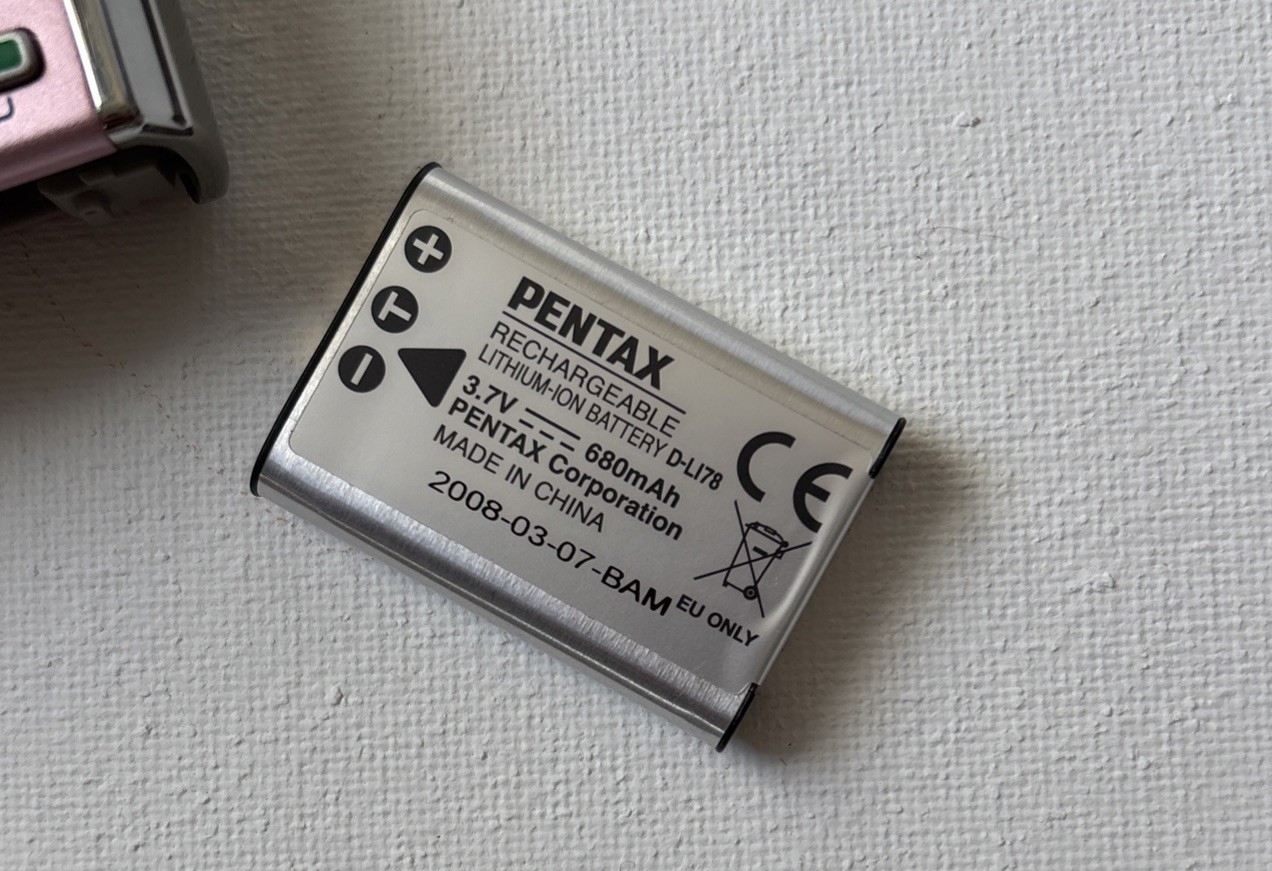 PENTAX
RECHARGEABLE
LITHIUM-ION BATTERY D-LI78
3.7V 680mAh
PENTAX Corporation
MADE IN CHINA
2008-03-07-BAM
+
T
-
CE
EU ONLY